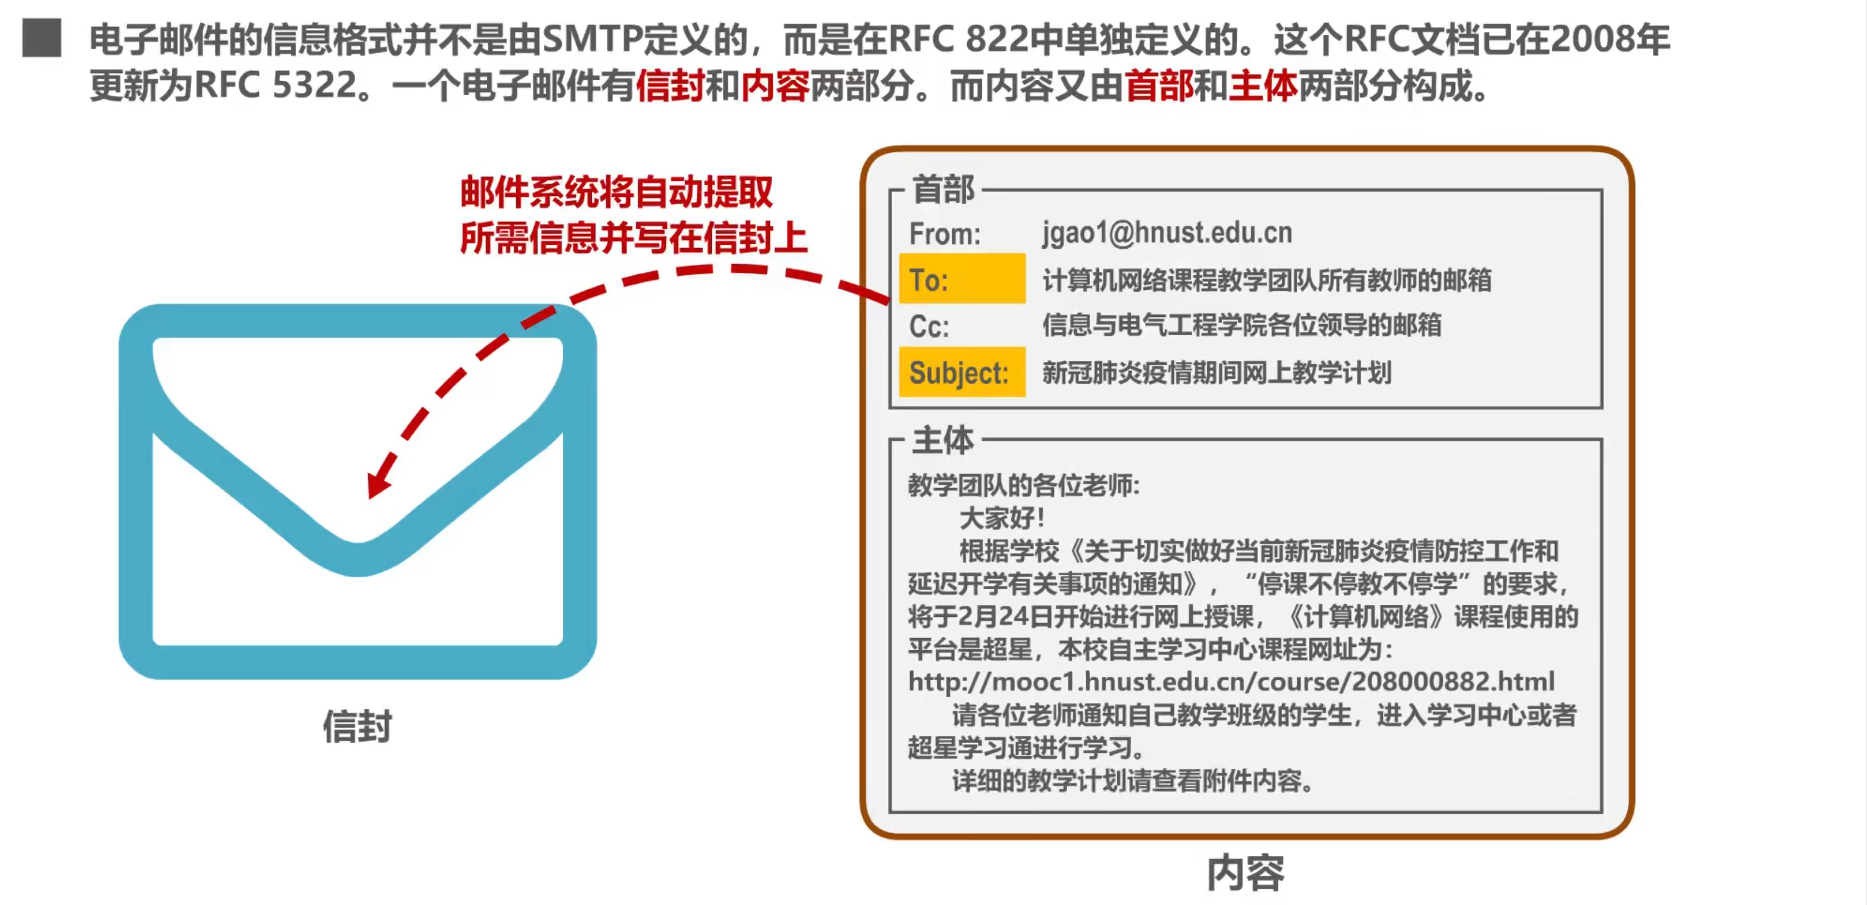 电子邮件的信息格式并不是由SMTP定义的，而是在RFC 822中单独定义的。这个RFC文档已在2008年
更新为RFC 5322。一个电子邮件有信封和内容两部分。而内容又由首部和主体两部分构成。
邮件系统将自动提取
所需信息并写在信封上
信封
首部
From: jgao1@hnust.edu.cn
To: 计算机网络课程教学团队所有教师的邮箱
Cc: 信息与电气工程学院各位领导的邮箱
Subject: 新冠肺炎疫情期间网上教学计划
主体
教学团队的各位老师:
大家好！
根据学校《关于切实做好当前新冠肺炎疫情防控工作和
延迟开学有关事项的通知》，“停课不停教不停学”的要求，
将于2月24日开始进行网上授课，《计算机网络》课程使用的
平台是超星，本校自主学习中心课程网址为：
http://mooc1.hnust.edu.cn/course/208000882.html
请各位老师通知自己教学班级的学生，进入学习中心或者
超星学习通进行学习。
详细的教学计划请查看附件内容。
内容